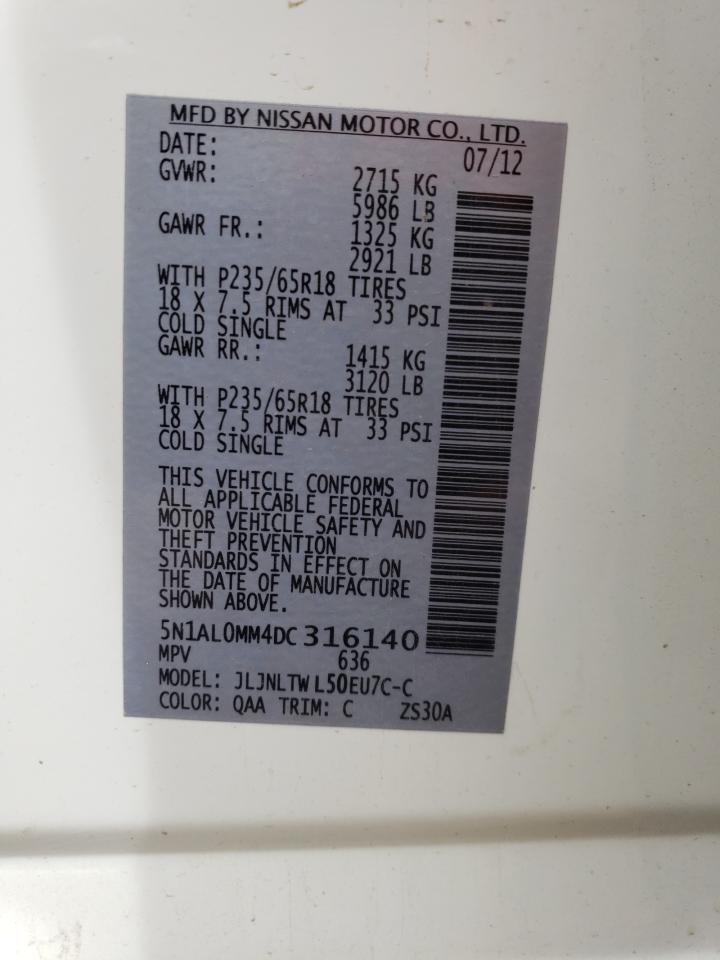 MFD BY NISSAN MOTOR CO., LTD.
DATE: 07/12
GVWR: 2715 KG
5986 LB
GAWR FR.: 1325 KG
2921 LB
WITH P235/65R18 TIRES
18 X 7.5 RIMS AT 33 PSI
COLD SINGLE
GAWR RR.: 1415 KG
3120 LB
WITH P235/65R18 TIRES
18 X 7.5 RIMS AT 33 PSI
COLD SINGLE
THIS VEHICLE CONFORMS TO
ALL APPLICABLE FEDERAL
MOTOR VEHICLE SAFETY AND
THEFT PREVENTION
STANDARDS IN EFFECT ON
THE DATE OF MANUFACTURE
SHOWN ABOVE.
5N1AL0MM4DC 316140
MPV 636
MODEL: JLJNLTW L50EU7C-C
COLOR: QAA TRIM: C ZS30A